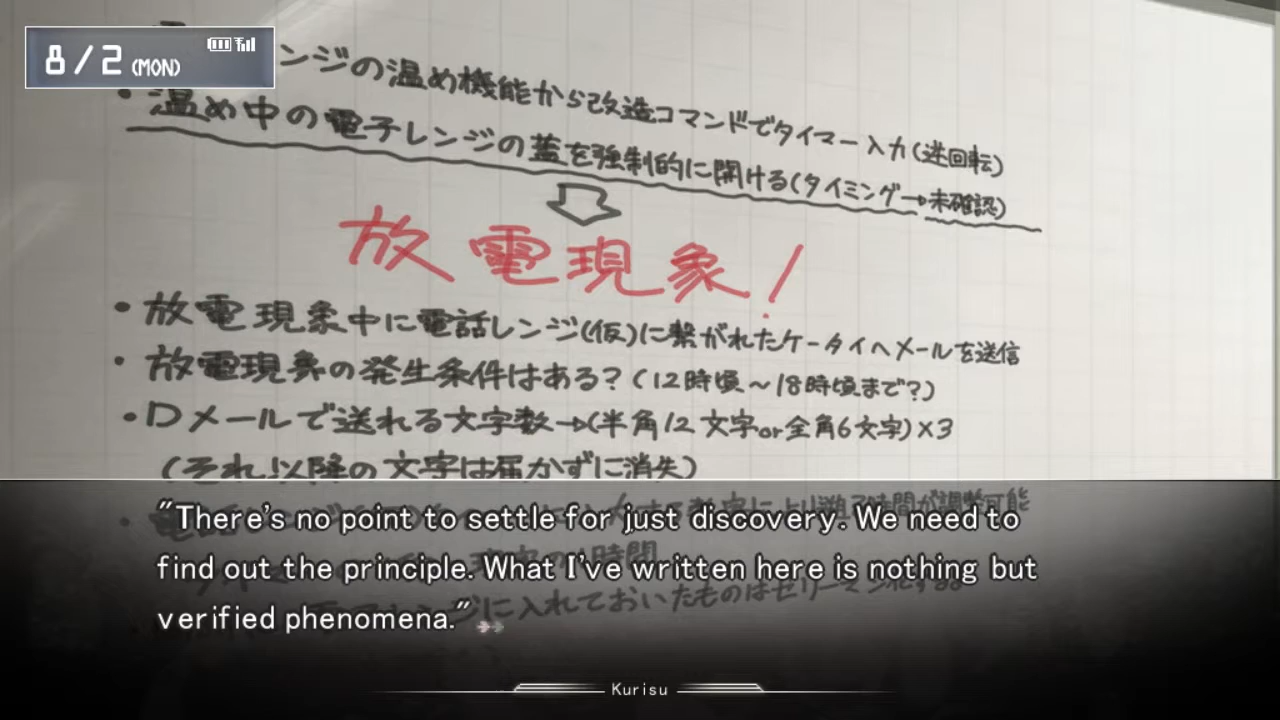 8/2 (MON)
ンジの温め機能から改造コマンドでタイマー入力(逆回転)
・温め中の電子レンジの蓋を強制的に開ける(タイミング→未確認)
放電現象!
・放電現象中に電話レンジ(仮)に繋がれたケータイへメールを送信
・放電現象の発生条件はある?(12時頃~18時頃まで?)
・Dメールで送れる文字数→(半角12文字or全角6文字)×3
(それ以降の文字は届かずに消失)
"There's no point to settle for just discovery. We need to
find out the principle. What I've written here is nothing but
verified phenomena."
Kurisu